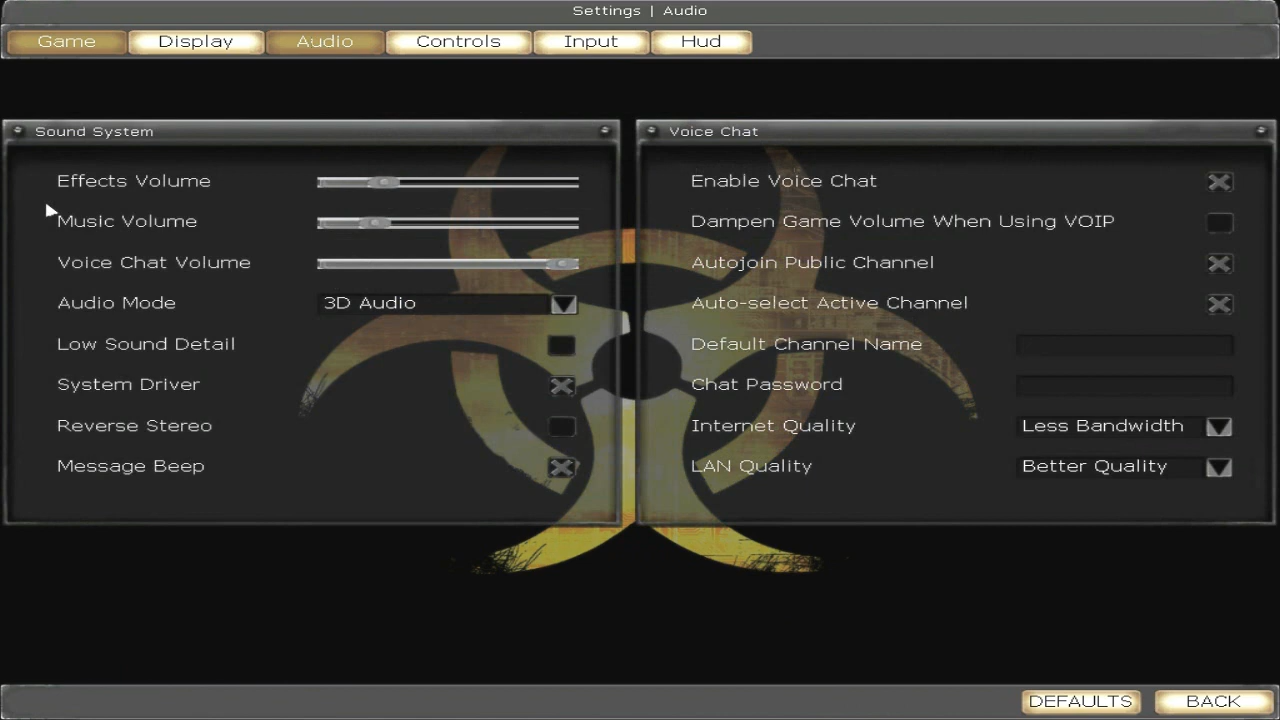 Settings | Audio
Game Display Audio Controls Input Hud
Sound System
Effects Volume
Music Volume
Voice Chat Volume
Audio Mode 3D Audio
Low Sound Detail
System Driver
Reverse Stereo
Message Beep
Voice Chat
Enable Voice Chat
Dampen Game Volume When Using VOIP
Autojoin Public Channel
Auto-select Active Channel
Default Channel Name
Chat Password
Internet Quality Less Bandwidth
LAN Quality Better Quality
DEFAULTS BACK